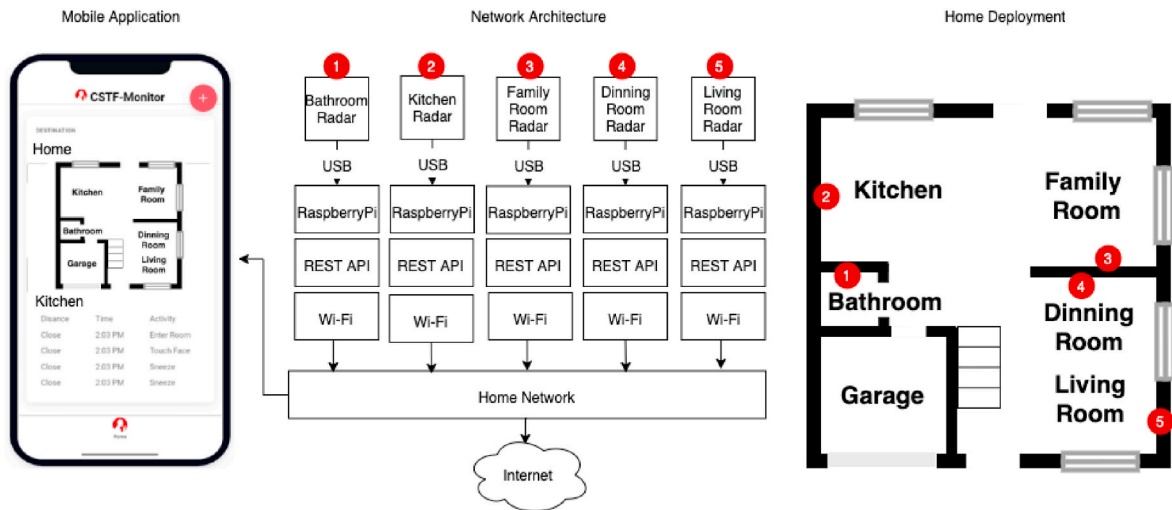 Mobile Application
Network Architecture
Home Deployment
CSTF-Monitor
+
DESTINATION
Home
Kitchen
Family
Room
Bathroom
Dinning
Room
Garage
Living
Room
Kitchen
Disance Time Activity
Close 2:03 PM Enter Room
Close 2:03 PM Touch Face
Close 2:03 PM Sneeze
Close 2:03 PM Sneeze
Home
1 2 3 4 5
Bathroom
Radar
Kitchen
Radar
Family
Room
Radar
Dinning
Room
Radar
Living
Room
Radar
USB USB USB USB USB
RaspberryPi RaspberryPi RaspberryPi RaspberryPi RaspberryPi
REST API REST API REST API REST API REST API
Wi-Fi Wi-Fi Wi-Fi Wi-Fi Wi-Fi
Home Network
Internet
Kitchen
2
Family
Room
3
1
Bathroom
4
Dinning
Room
Garage
Living
Room
5